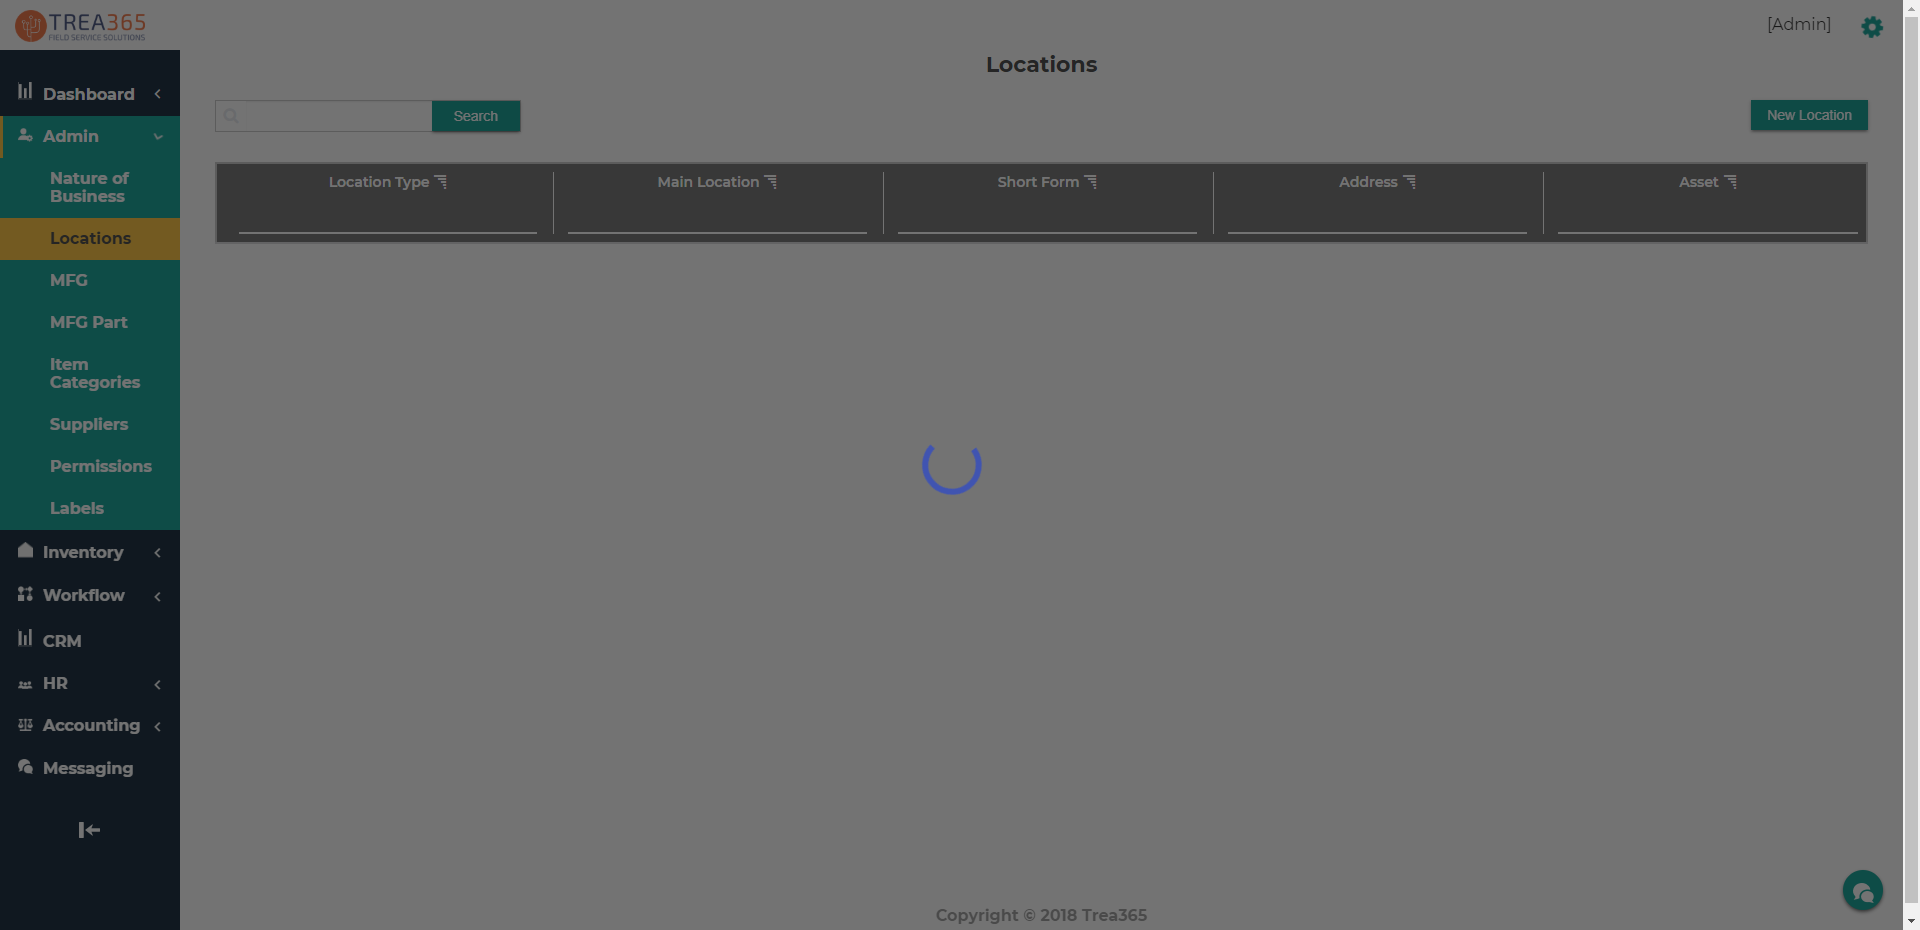 TREA365
FIELD SERVICE SOLUTIONS
[Admin]
Locations
Search
New Location
Location Type
Main Location
Short Form
Address
Asset
Dashboard
Admin
Nature of
Business
Locations
MFG
MFG Part
Item
Categories
Suppliers
Permissions
Labels
Inventory
Workflow
CRM
HR
Accounting
Messaging
Copyright © 2018 Trea365